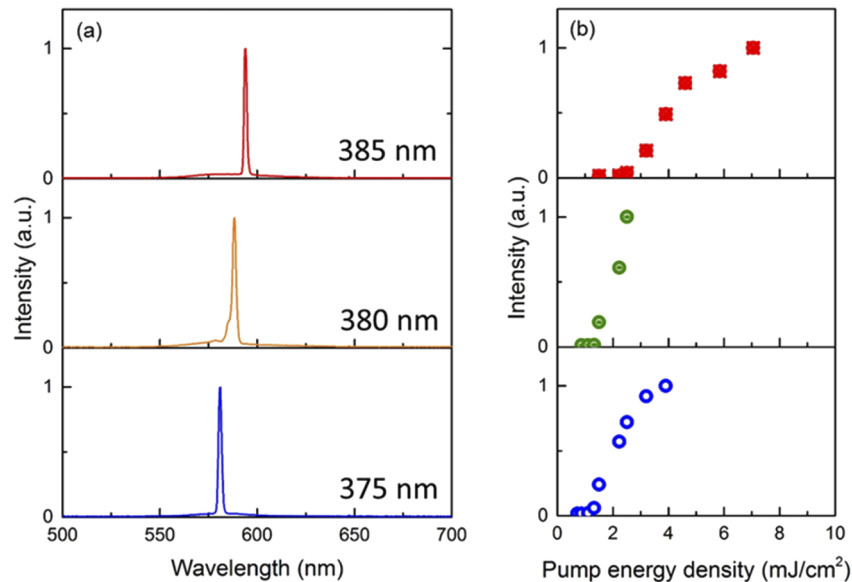 (a)
(b)
1
0
385 nm
1
0
380 nm
1
0
375 nm
0
500 550 600 650 700
Wavelength (nm)
Intensity (a.u.)
1
0
1
0
1
0
0 2 4 6 8 10
Pump energy density (mJ/cm²)
Intensity (a.u.)